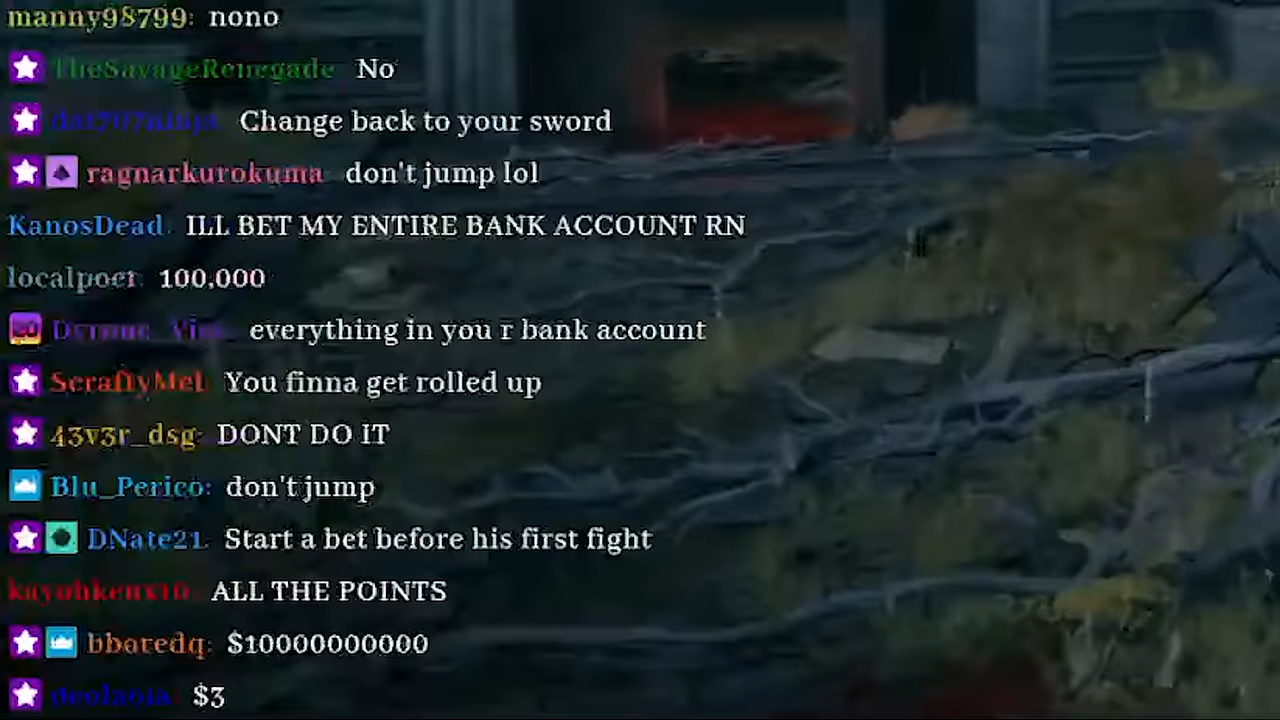 manny98799: nono
TheSavageRenegade No
Change back to your sword
ragnarkurokuma don't jump lol
KanosDead: ILL BET MY ENTIRE BANK ACCOUNT RN
localpoet: 100,000
everything in you r bank account
You finna get rolled up
43v3r_dsg: DONT DO IT
Blu_Perico: don't jump
DNate21: Start a bet before his first fight
ALL THE POINTS
bboredq: $10000000000
$3